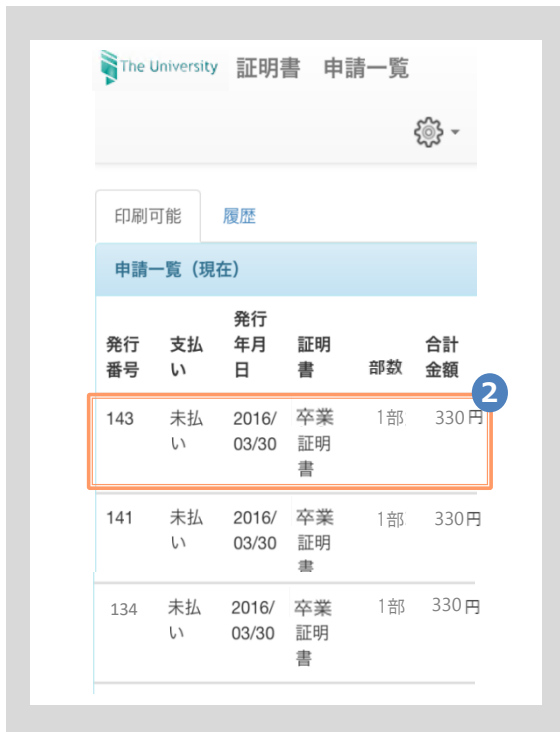 The University 証明書 申請一覧
印刷可能 履歴
申請一覧（現在）
発行番号 支払い 発行年月日 証明書 部数 合計金額
2
143 未払い 2016/03/30 卒業証明書 1部 330円
141 未払い 2016/03/30 卒業証明書 1部 330円
134 未払い 2016/03/30 卒業証明書 1部 330円